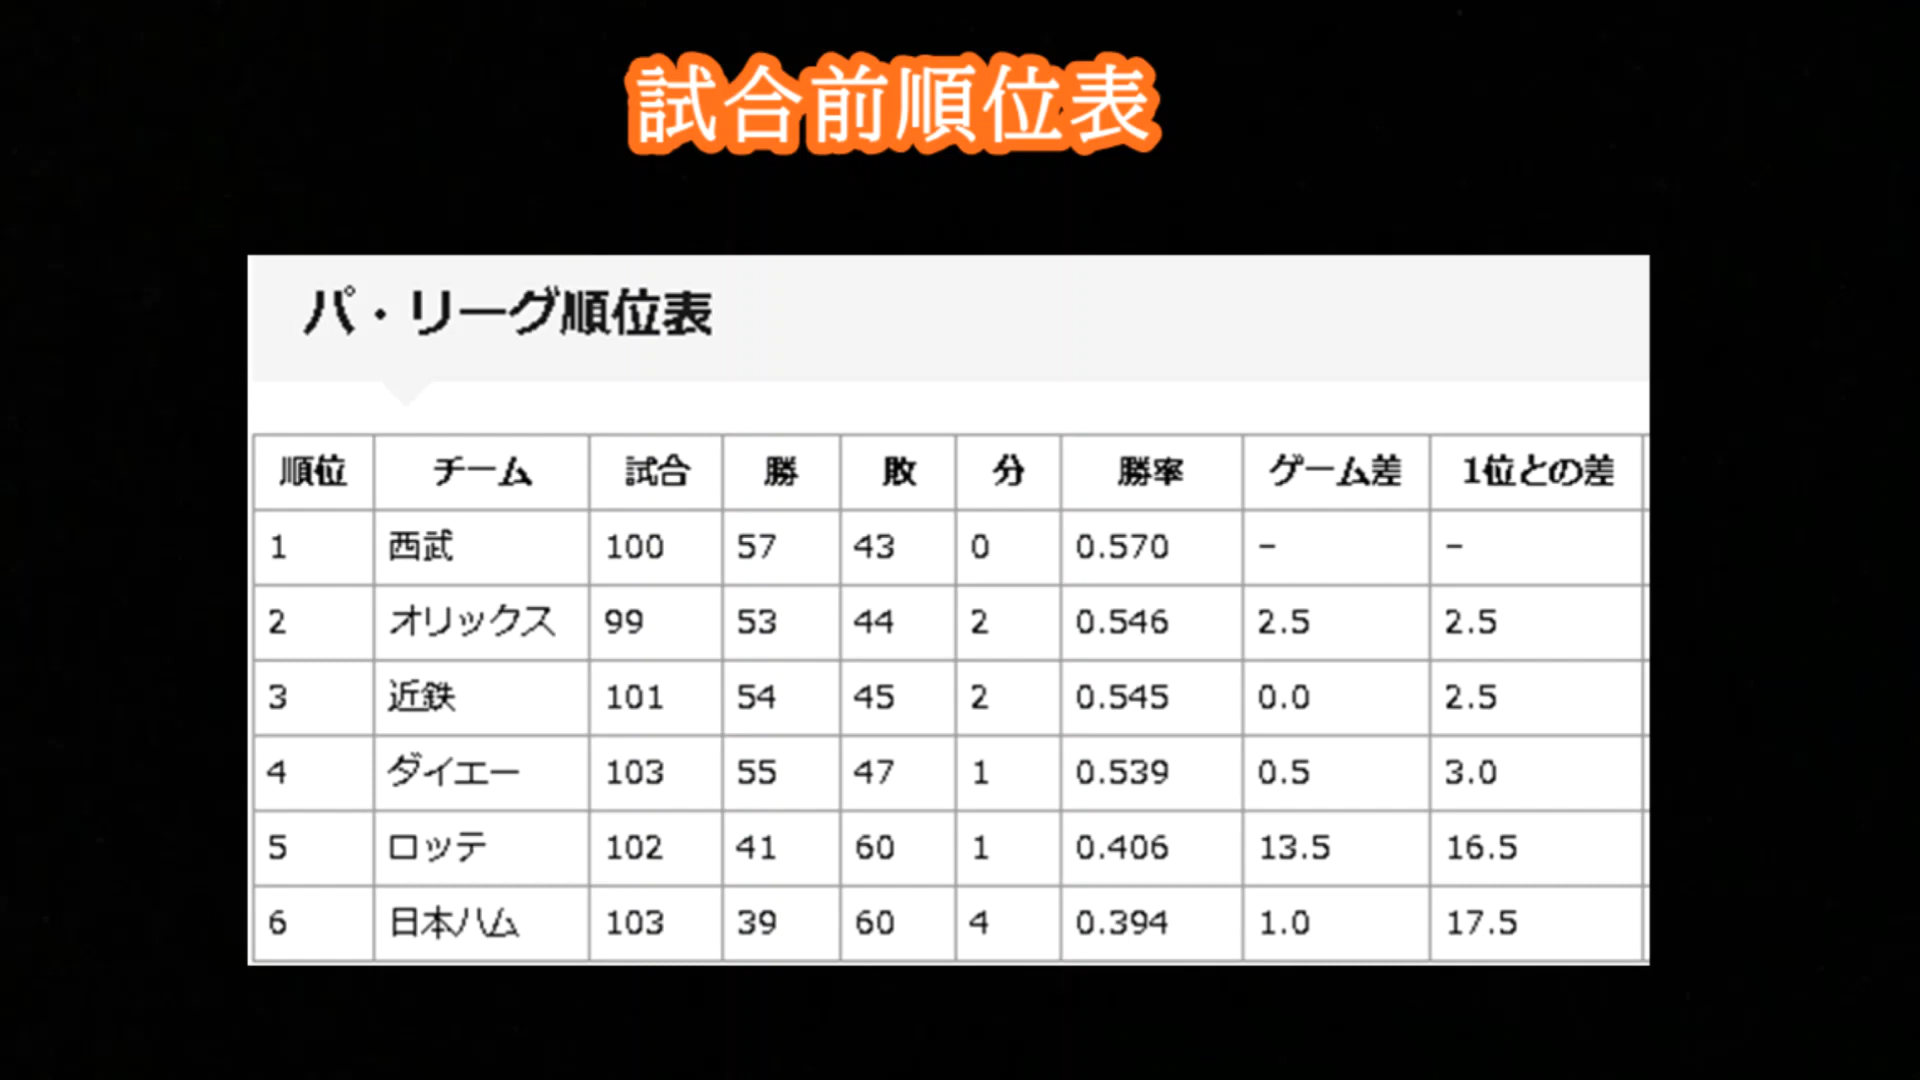 試合前順位表
パ・リーグ順位表
順位 チーム 試合 勝 敗 分 勝率 ゲーム差 1位との差
1 西武 100 57 43 0 0.570 – –
2 オリックス 99 53 44 2 0.546 2.5 2.5
3 近鉄 101 54 45 2 0.545 0.0 2.5
4 ダイエー 103 55 47 1 0.539 0.5 3.0
5 ロッテ 102 41 60 1 0.406 13.5 16.5
6 日本ハム 103 39 60 4 0.394 1.0 17.5